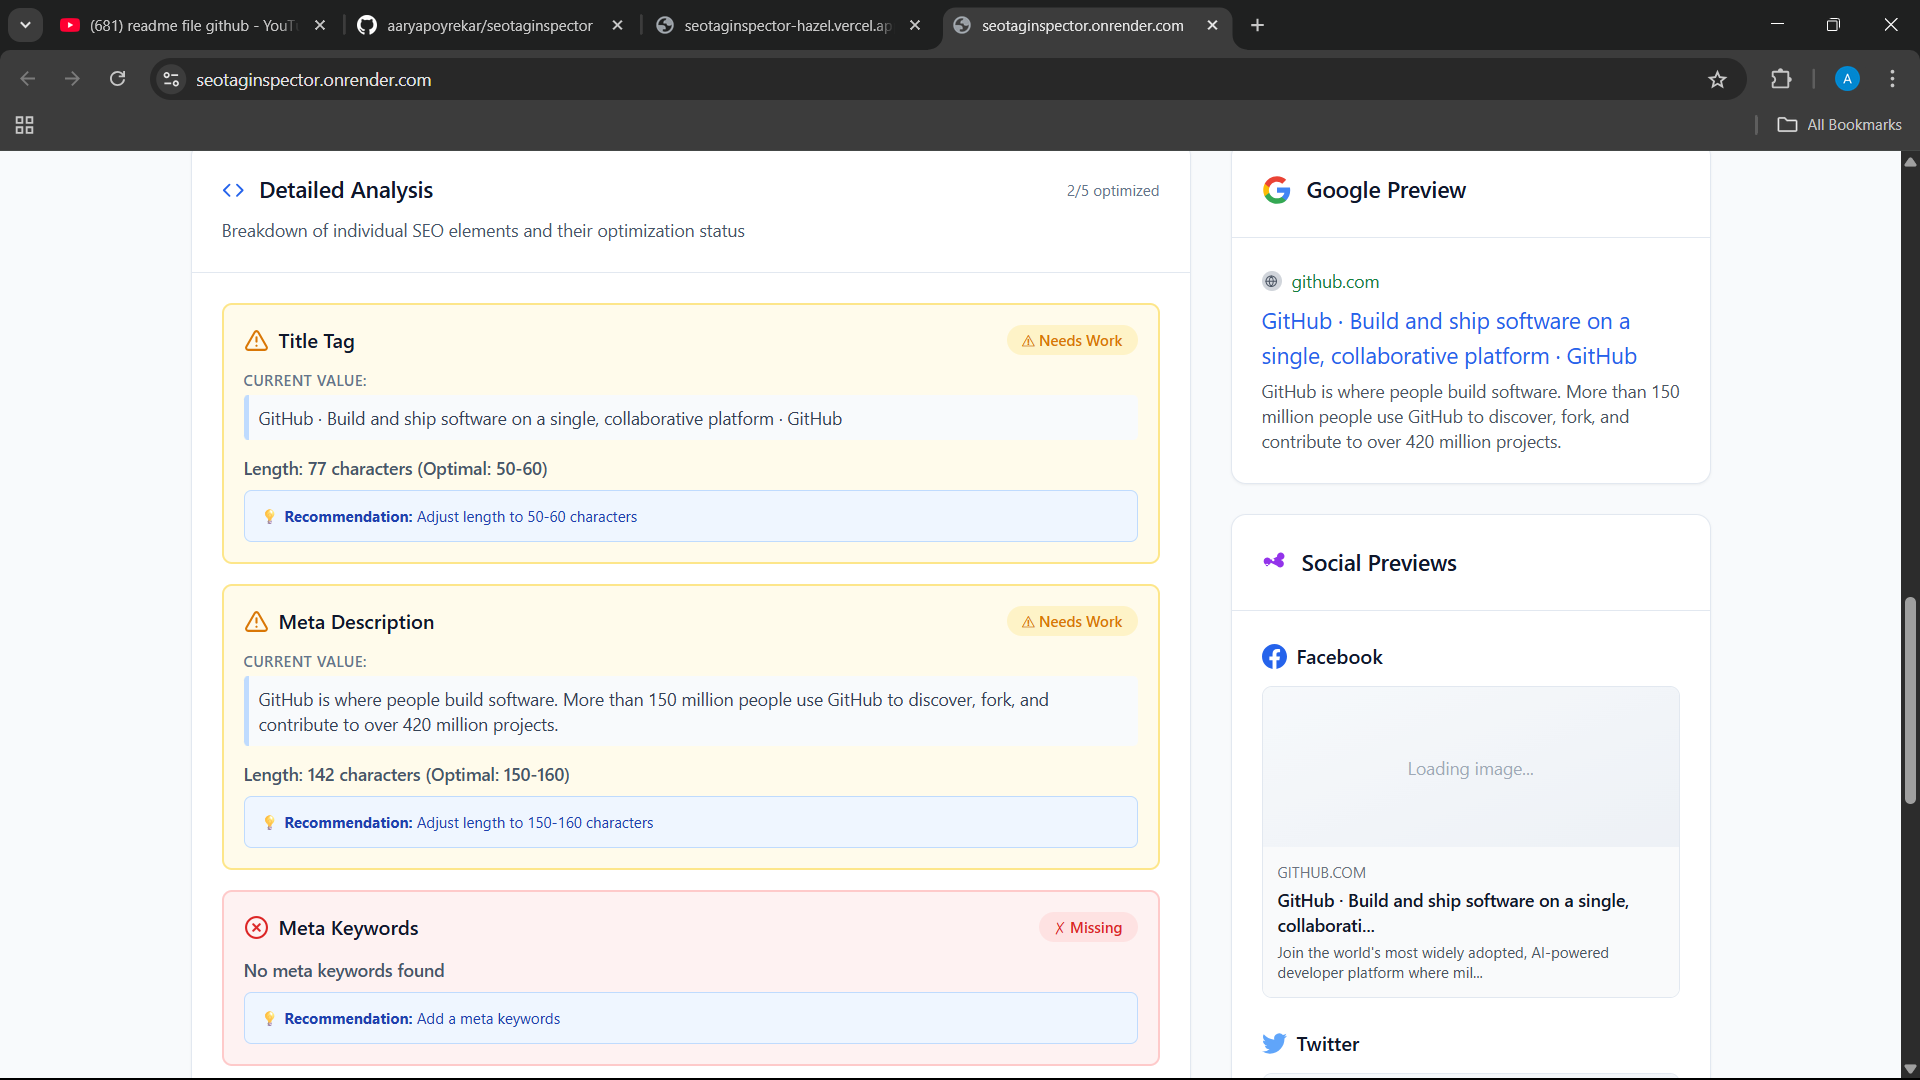 (681) readme file github - YouT
aaryapoyrekar/seotaginspector
seotaginspector-hazel.vercel.ap
seotaginspector.onrender.com
seotaginspector.onrender.com
A
All Bookmarks
Detailed Analysis
2/5 optimized
Breakdown of individual SEO elements and their optimization status
Title Tag
⚠ Needs Work
CURRENT VALUE:
GitHub · Build and ship software on a single, collaborative platform · GitHub
Length: 77 characters (Optimal: 50-60)
💡 Recommendation: Adjust length to 50-60 characters
Meta Description
⚠ Needs Work
CURRENT VALUE:
GitHub is where people build software. More than 150 million people use GitHub to discover, fork, and
contribute to over 420 million projects.
Length: 142 characters (Optimal: 150-160)
💡 Recommendation: Adjust length to 150-160 characters
Meta Keywords
✗ Missing
No meta keywords found
💡 Recommendation: Add a meta keywords
Google Preview
github.com
GitHub · Build and ship software on a
single, collaborative platform · GitHub
GitHub is where people build software. More than 150
million people use GitHub to discover, fork, and
contribute to over 420 million projects.
Social Previews
Facebook
Loading image...
GITHUB.COM
GitHub · Build and ship software on a single,
collaborati...
Join the world's most widely adopted, AI-powered
developer platform where mil...
Twitter